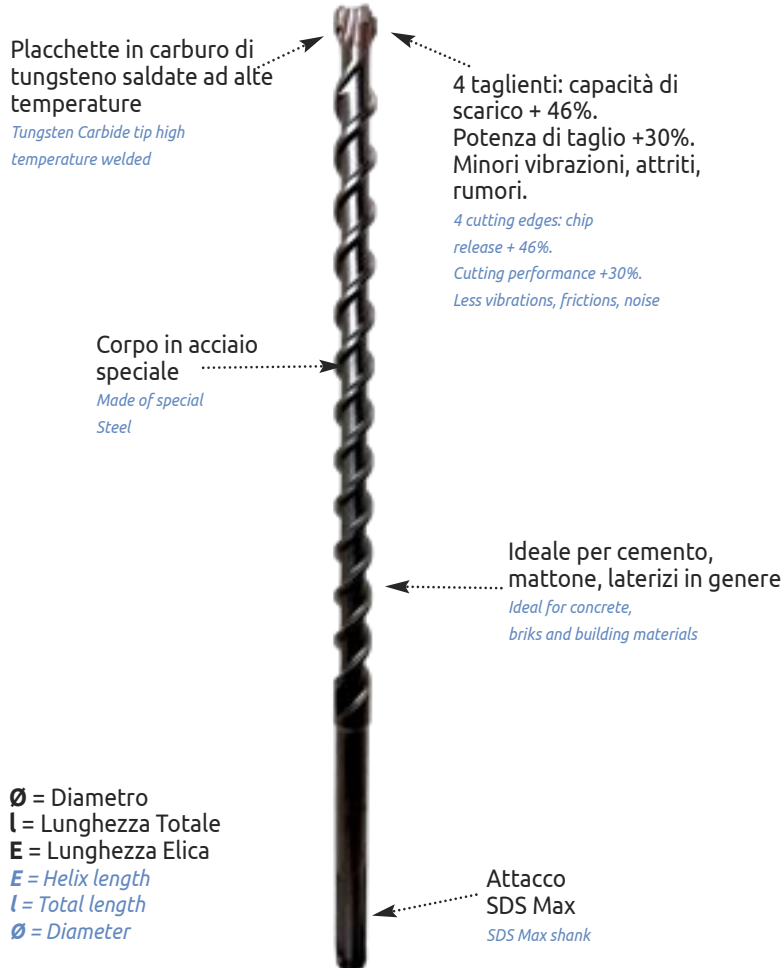 Placchette in carburo di
tungsteno saldate ad alte
temperature
Tungsten Carbide tip high
temperature welded
4 taglienti: capacità di
scarico + 46%.
Potenza di taglio +30%.
Minori vibrazioni, attriti,
rumori.
4 cutting edges: chip
release + 46%.
Cutting performance +30%.
Less vibrations, frictions, noise
Corpo in acciaio
speciale
Made of special
Steel
Ideale per cemento,
mattone, laterizi in genere
Ideal for concrete,
briks and building materials
Ø = Diametro
l = Lunghezza Totale
E = Lunghezza Elica
E = Helix length
l = Total length
Ø = Diameter
Attacco
SDS Max
SDS Max shank